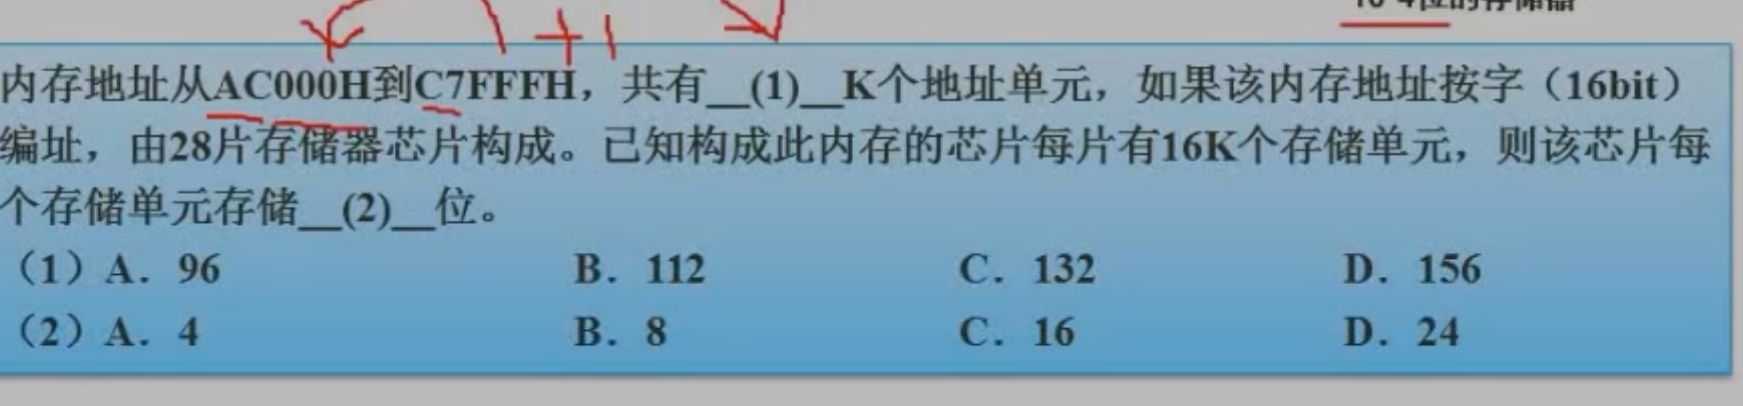 +1
内存地址从AC000H到C7FFFH，共有__(1)__K个地址单元，如果该内存地址按字（16bit）
编址，由28片存储器芯片构成。已知构成此内存的芯片每片有16K个存储单元，则该芯片每
个存储单元存储__(2)__位。
（1）A．96 B．112 C．132 D．156
（2）A．4 B．8 C．16 D．24